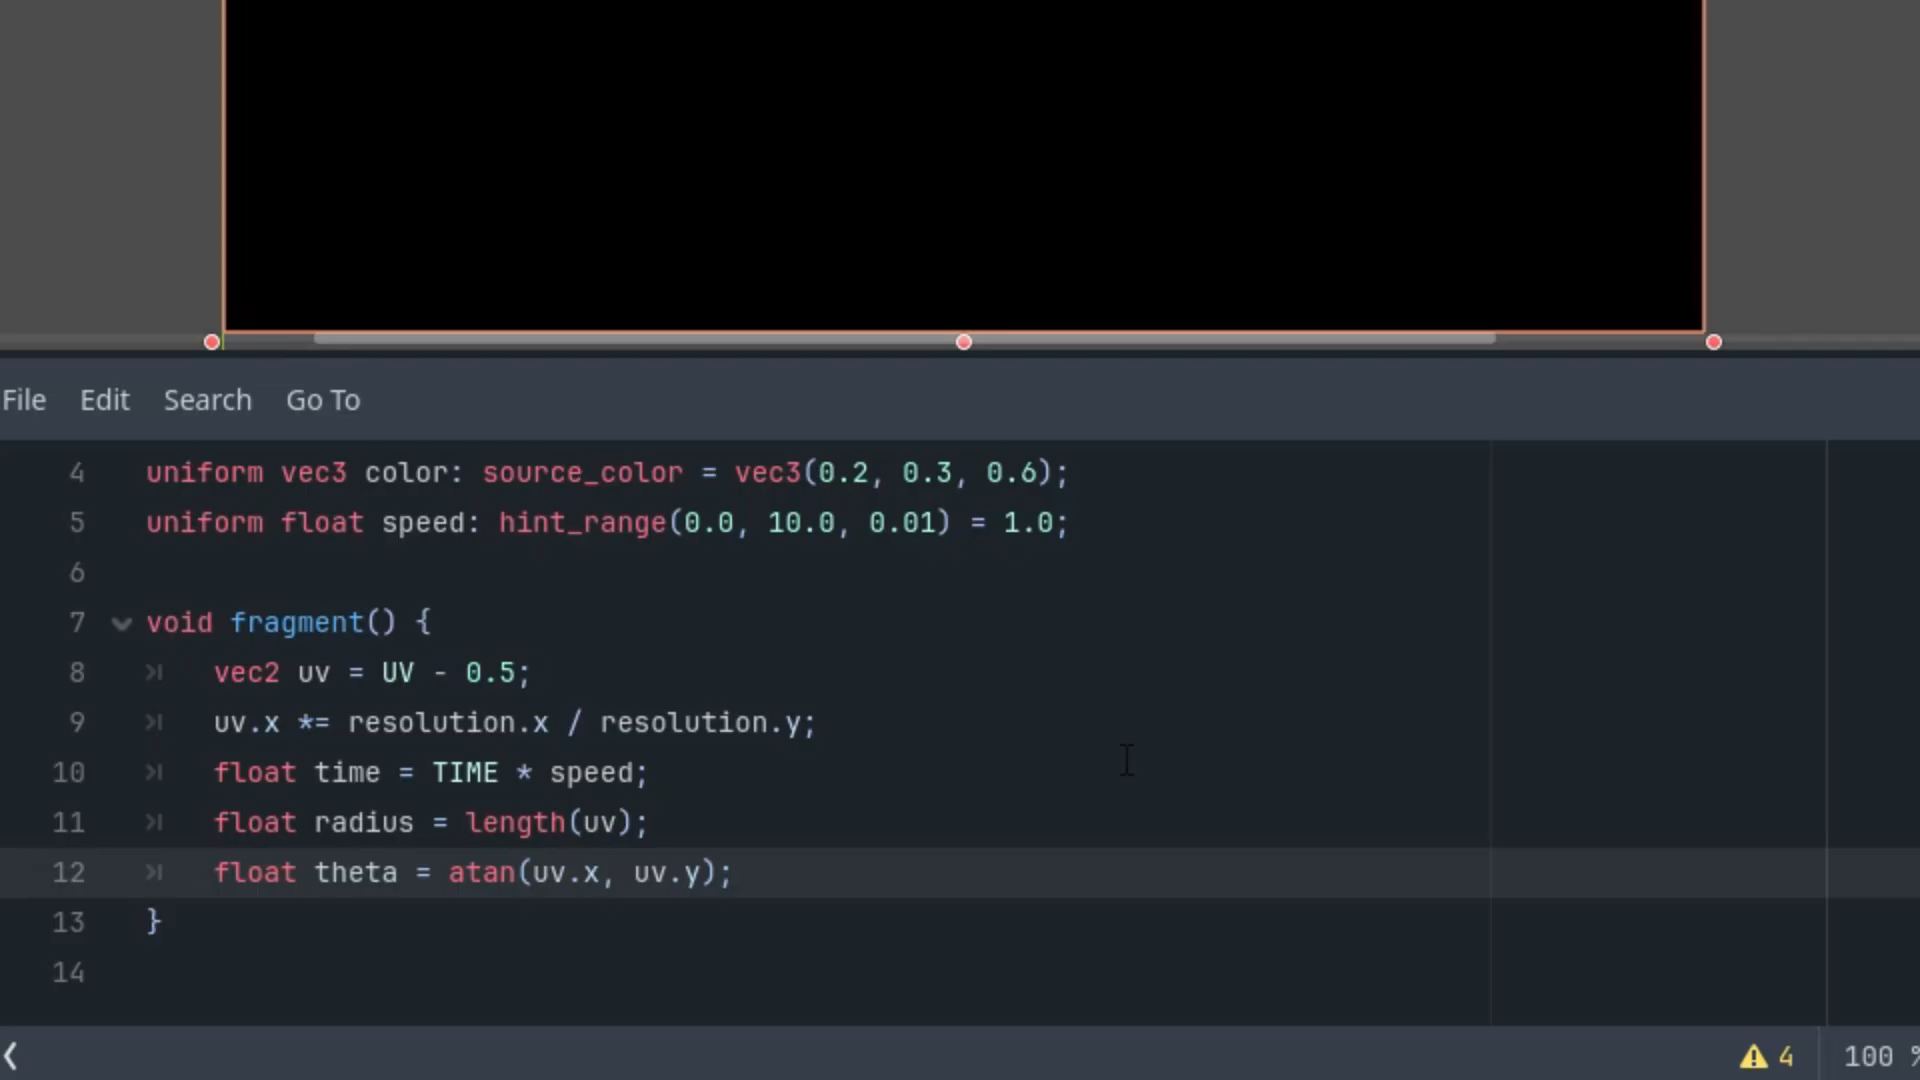 File Edit Search Go To
4 uniform vec3 color: source_color = vec3(0.2, 0.3, 0.6);
5 uniform float speed: hint_range(0.0, 10.0, 0.01) = 1.0;
6
7 void fragment() {
8 vec2 uv = UV - 0.5;
9 uv.x *= resolution.x / resolution.y;
10 float time = TIME * speed;
11 float radius = length(uv);
12 float theta = atan(uv.x, uv.y);
13 }
14
4 100 %